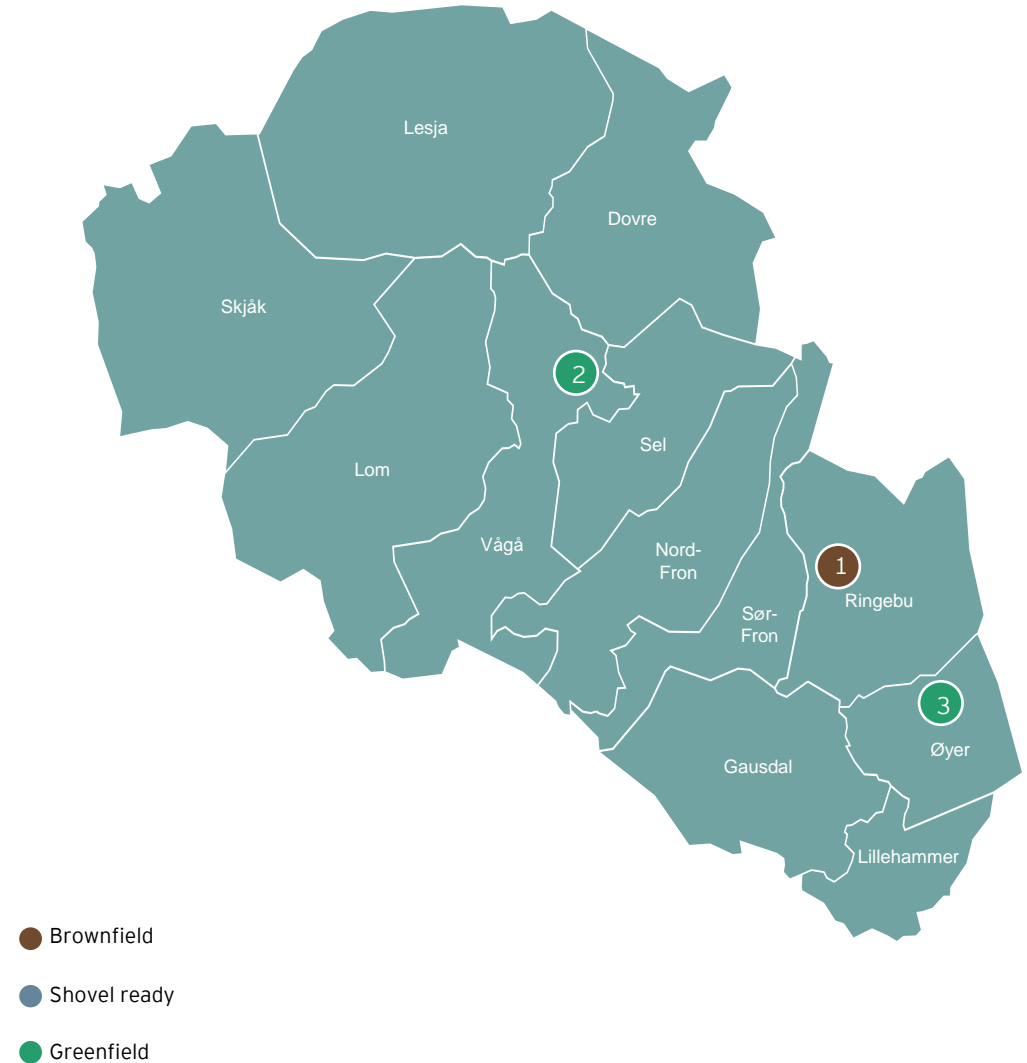 Lesja
Dovre
Skjåk
2
Sel
Lom
Vågå
Nord-
Fron
1
Ringebu
Sør-
Fron
3
Øyer
Gausdal
Lillehammer
Brownfield
Shovel ready
Greenfield